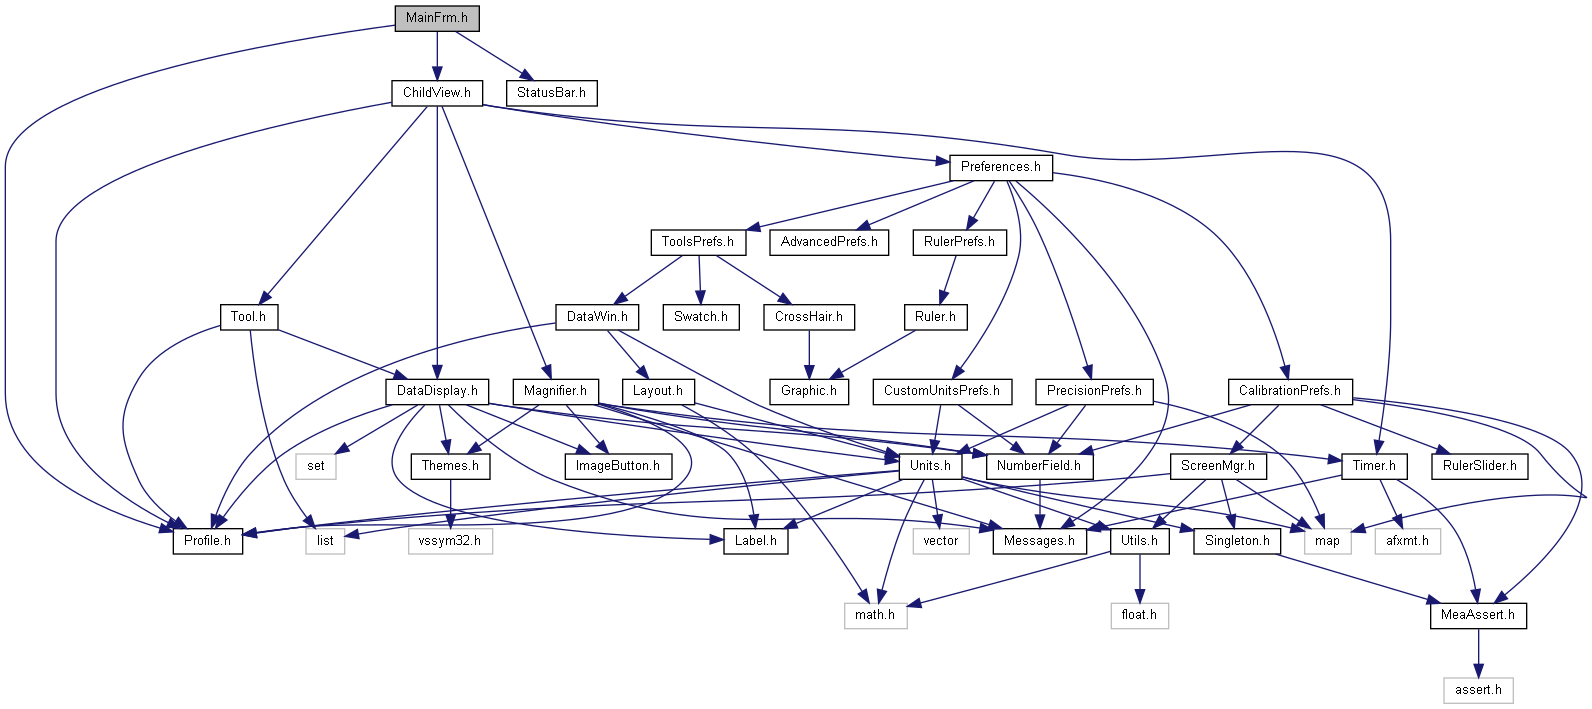 MainFrm.h
ChildView.h
StatusBar.h
Preferences.h
ToolsPrefs.h
AdvancedPrefs.h
RulerPrefs.h
Tool.h
DataWin.h
Swatch.h
CrossHair.h
Ruler.h
DataDisplay.h
Magnifier.h
Layout.h
Graphic.h
CustomUnitsPrefs.h
PrecisionPrefs.h
CalibrationPrefs.h
set
Themes.h
ImageButton.h
Units.h
NumberField.h
ScreenMgr.h
Timer.h
RulerSlider.h
Profile.h
list
vssym32.h
Label.h
vector
Messages.h
Utils.h
Singleton.h
map
afxmt.h
math.h
float.h
MeaAssert.h
assert.h